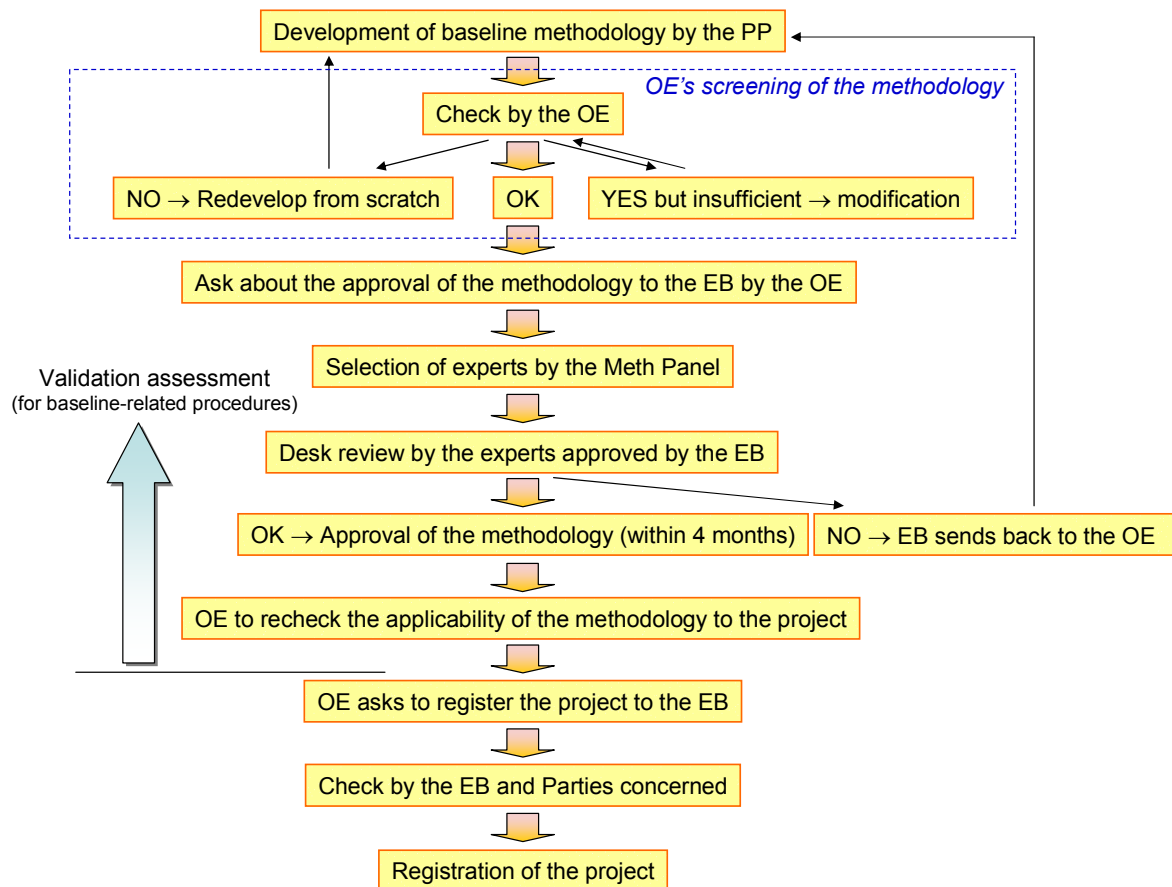 Development of baseline methodology by the PP
OE's screening of the methodology
Check by the OE
NO → Redevelop from scratch
OK
YES but insufficient → modification
Ask about the approval of the methodology to the EB by the OE
Selection of experts by the Meth Panel
Validation assessment
(for baseline-related procedures)
Desk review by the experts approved by the EB
OK → Approval of the methodology (within 4 months)
NO → EB sends back to the OE
OE to recheck the applicability of the methodology to the project
OE asks to register the project to the EB
Check by the EB and Parties concerned
Registration of the project